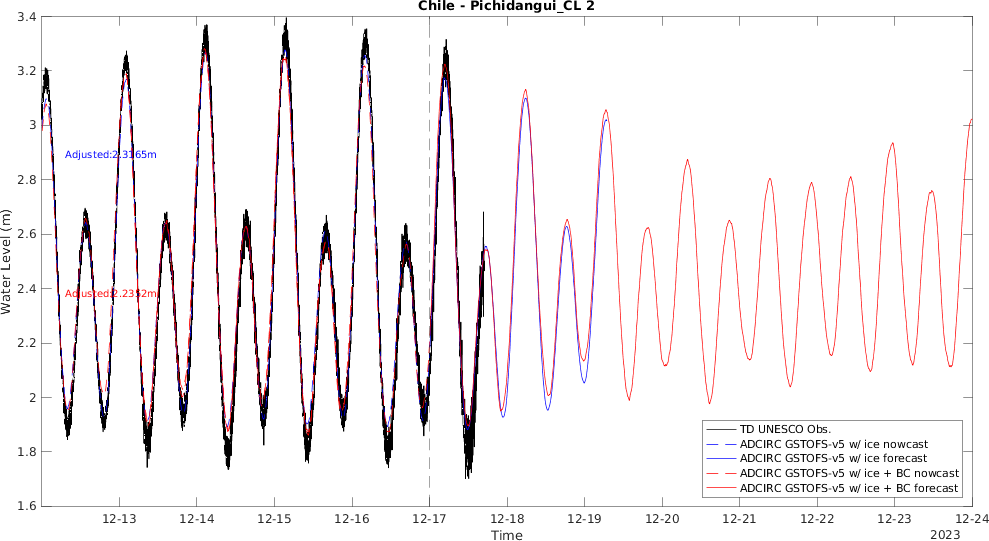 Chile - Pichidangui_CL 2
3.4
3.2
3
2.8
2.6
2.4
2.2
2
1.8
1.6
Water Level (m)
Adjusted:2.3165m
Adjusted:2.2352m
TD UNESCO Obs.
ADCIRC GSTOFS-v5 w/ ice nowcast
ADCIRC GSTOFS-v5 w/ ice forecast
ADCIRC GSTOFS-v5 w/ ice + BC nowcast
ADCIRC GSTOFS-v5 w/ ice + BC forecast
12-13 12-14 12-15 12-16 12-17 12-18 12-19 12-20 12-21 12-22 12-23 12-24
Time
2023